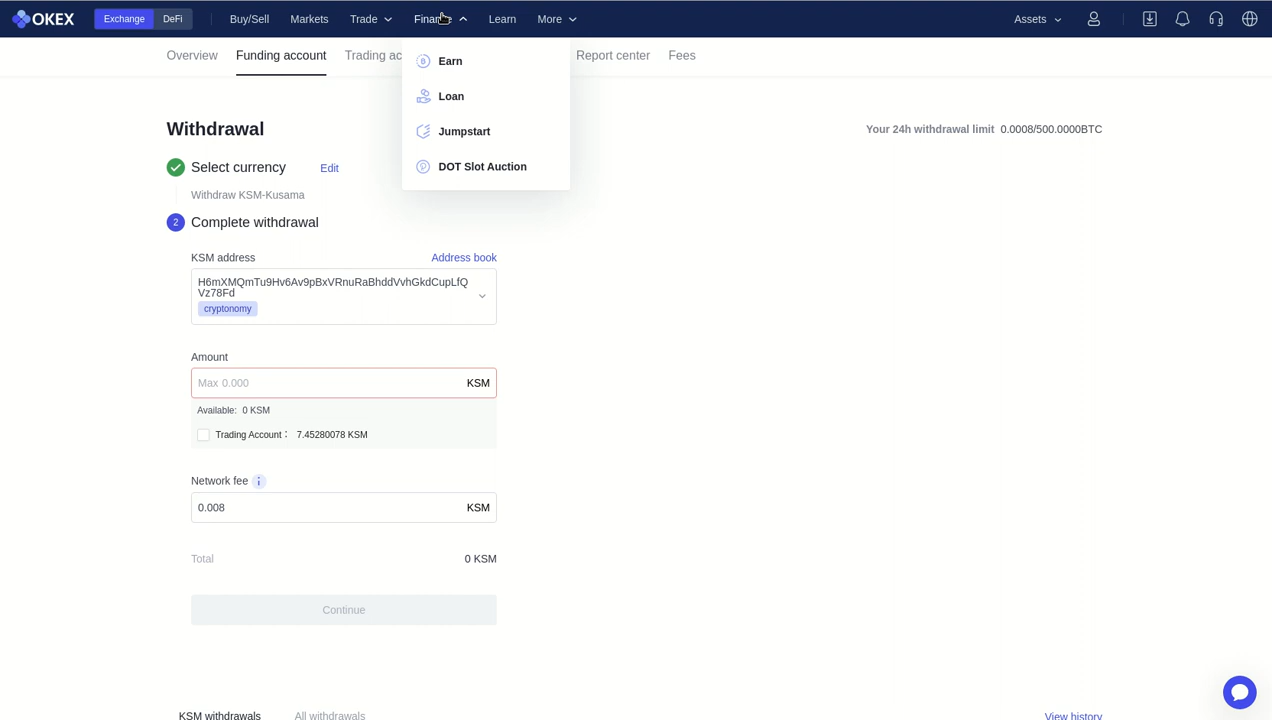 OKEX Exchange DeFi Buy/Sell Markets Trade Finance Learn More Assets
Overview Funding account Trading ac Report center Fees
Earn
Loan
Jumpstart
DOT Slot Auction
Withdrawal
Your 24h withdrawal limit 0.0008/500.0000BTC
Select currency Edit
Withdraw KSM-Kusama
2 Complete withdrawal
KSM address Address book
H6mXMQmTu9Hv6Av9pBxVRnuRaBhddVvhGkdCupLfQ
Vz78Fd
cryptonomy
Amount
Max 0.000 KSM
Available: 0 KSM
Trading Account： 7.45280078 KSM
Network fee i
0.008 KSM
Total 0 KSM
Continue
KSM withdrawals All withdrawals View history